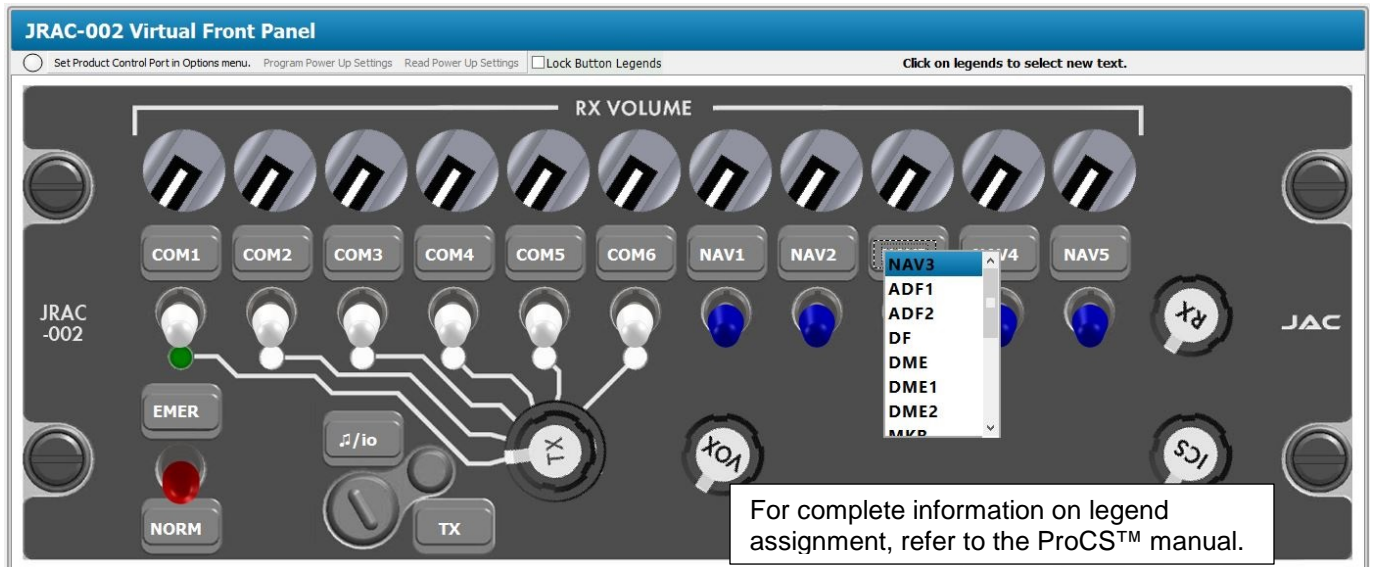 JRAC-002 Virtual Front Panel
Set Product Control Port in Options menu. Program Power Up Settings Read Power Up Settings Lock Button Legends Click on legends to select new text.
RX VOLUME
COM1 COM2 COM3 COM4 COM5 COM6 NAV1 NAV2 NAV5
NAV3
ADF1
ADF2
DF
DME
DME1
DME2
MKR
JRAC
-002
RX
JAC
EMER
♫/io
TX
VOX
ICS
NORM
TX
For complete information on legend
assignment, refer to the ProCS™ manual.